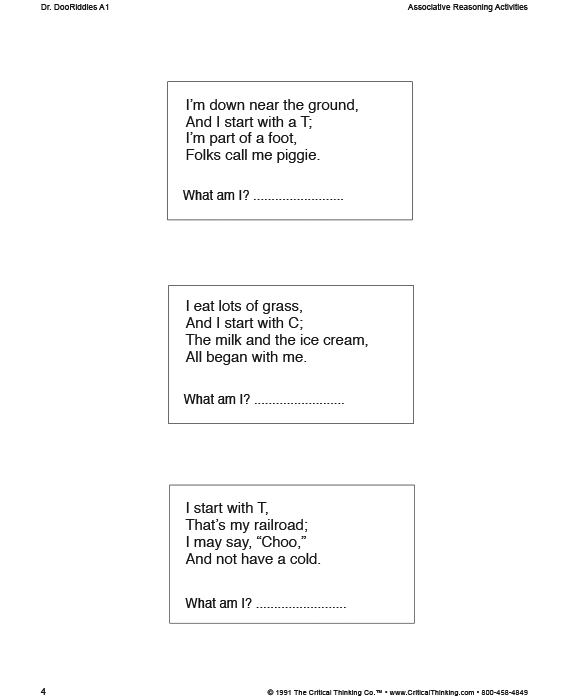 Dr. DooRiddles A1 Associative Reasoning Activities
I'm down near the ground,
And I start with a T;
I'm part of a foot,
Folks call me piggie.
What am I? .........................
I eat lots of grass,
And I start with C;
The milk and the ice cream,
All began with me.
What am I? .........................
I start with T,
That's my railroad;
I may say, “Choo,”
And not have a cold.
What am I? .........................
4 © 1991 The Critical Thinking Co.™ • www.CriticalThinking.com • 800-458-4849